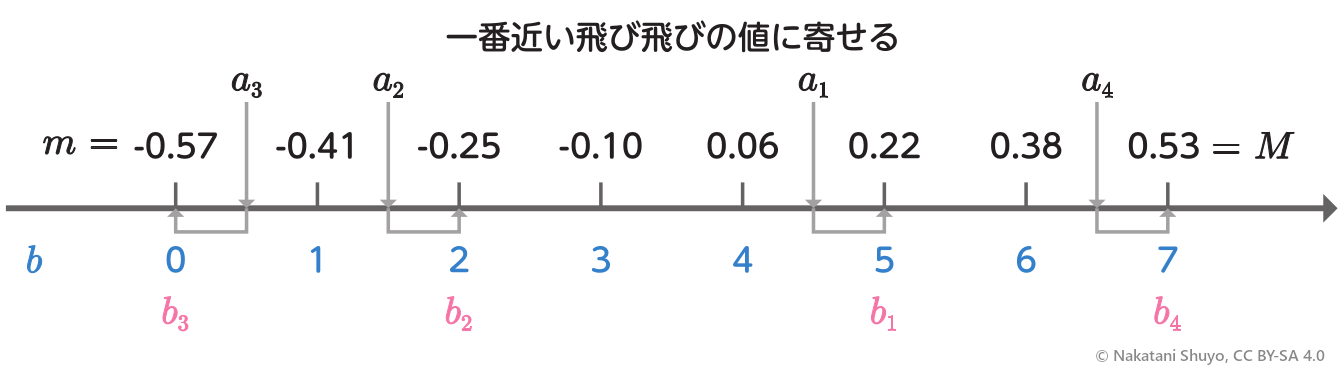 一番近い飛び飛びの値に寄せる
a₃ a₂ a₁ a₄
m = -0.57 -0.41 -0.25 -0.10 0.06 0.22 0.38 0.53 = M
b 0 1 2 3 4 5 6 7
b₃ b₂ b₁ b₄
© Nakatani Shuyo, CC BY-SA 4.0